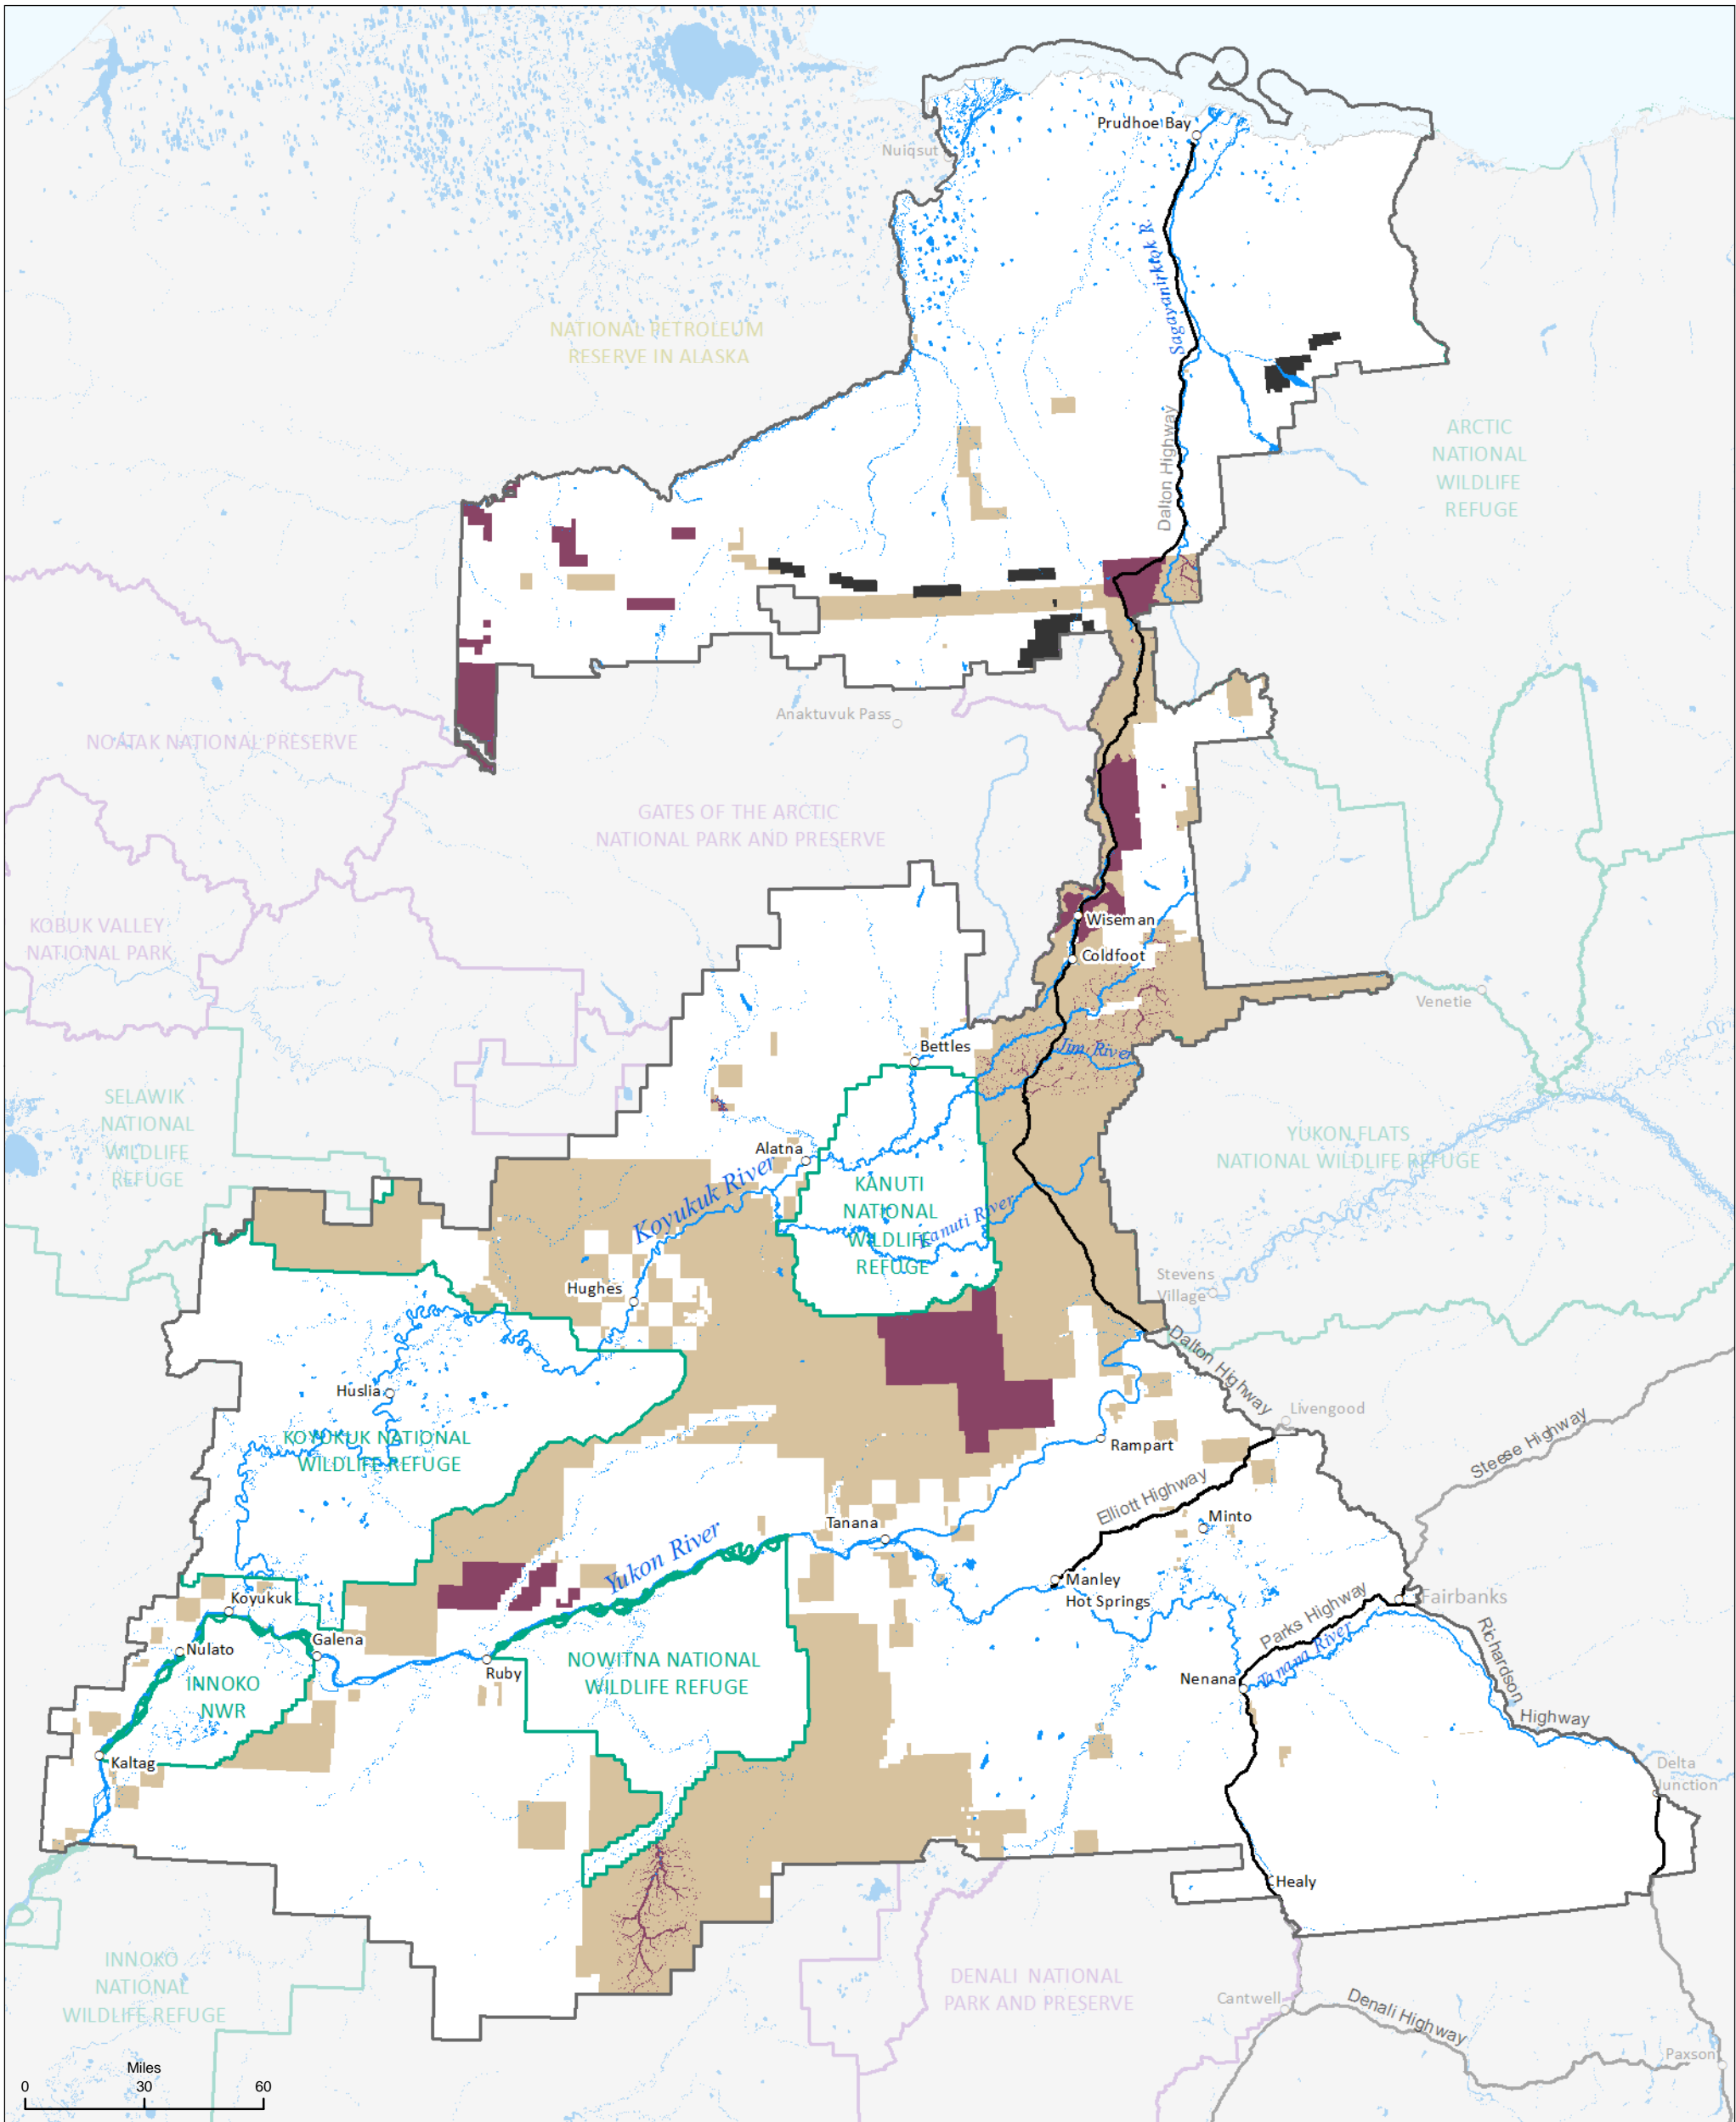 Prudhoe Bay
Nuiqsut
Sagavanirktok R.
NATIONAL PETROLEUM
RESERVE IN ALASKA
Dalton Highway
ARCTIC
NATIONAL
WILDLIFE
REFUGE
Anaktuvuk Pass
NOATAK NATIONAL PRESERVE
GATES OF THE ARCTIC
NATIONAL PARK AND PRESERVE
KOBUK VALLEY
NATIONAL PARK
Wiseman
Coldfoot
Venetie
Bettles
Jim River
SELAWIK
NATIONAL
WILDLIFE
REFUGE
YUKON FLATS
NATIONAL WILDLIFE REFUGE
Alatna
Koyukuk River
KANUTI
NATIONAL
WILDLIFE
REFUGE
Kanuti River
Hughes
Stevens
Village
Dalton Highway
Huslia
Livengood
KOYUKUK NATIONAL
WILDLIFE REFUGE
Rampart
Steese Highway
Elliott Highway
Tanana
Minto
Yukon River
Manley
Hot Springs
Koyukuk
Parks Highway
Fairbanks
Nulato
Galena
Ruby
Tanana River
Richardson
Highway
INNOKO
NWR
NOWITNA NATIONAL
WILDLIFE REFUGE
Nenana
Kaltag
Delta
Junction
Healy
INNOKO
NATIONAL
WILDLIFE REFUGE
DENALI NATIONAL
PARK AND PRESERVE
Cantwell
Denali Highway
Paxson
Miles
0 30 60